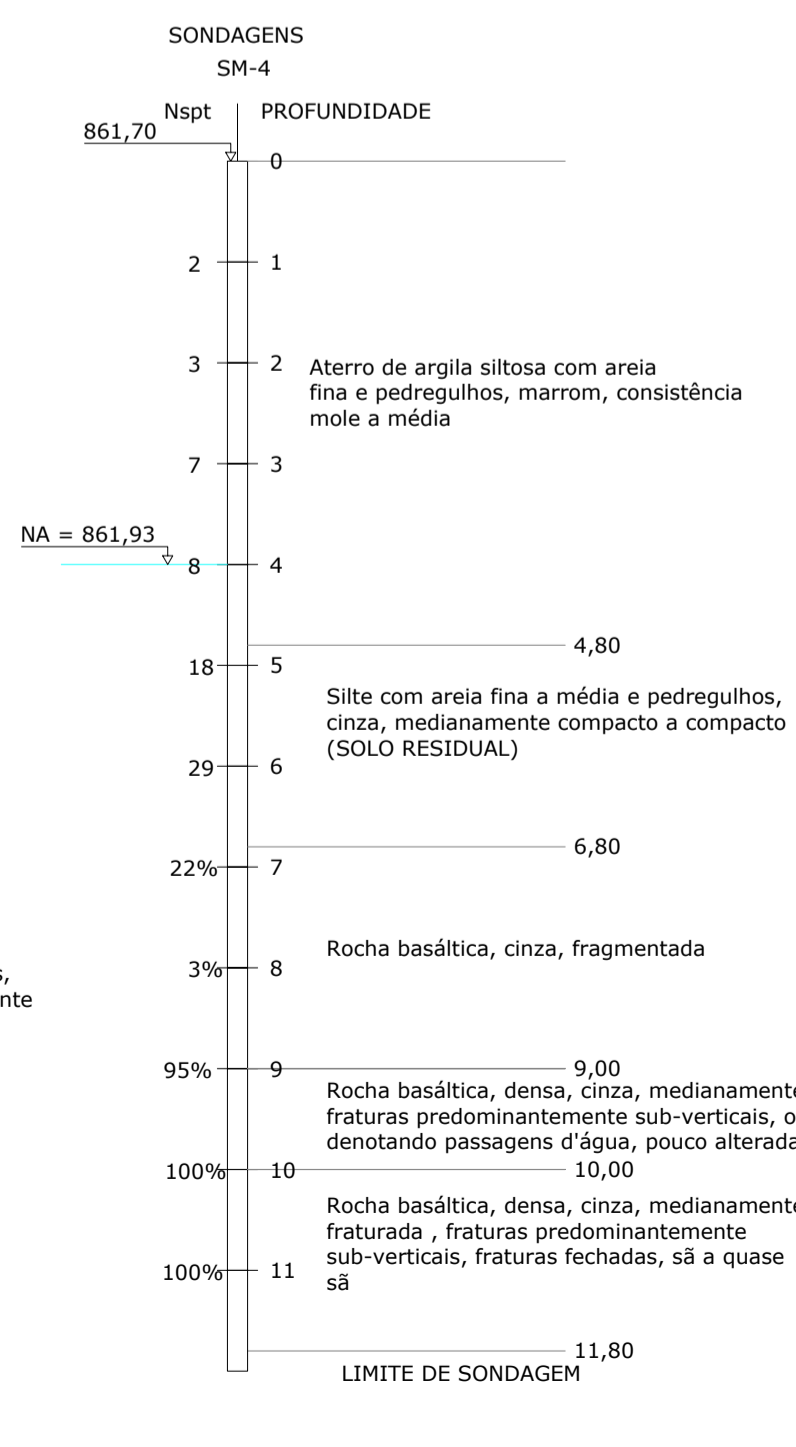 SONDAGENS
SM-4
Nspt PROFUNDIDADE
861,70
0
2 1
3 2
Aterro de argila siltosa com areia
fina e pedregulhos, marrom, consistência
mole a média
7 3
NA = 861,93
8 4
4,80
18 5
Silte com areia fina a média e pedregulhos,
cinza, medianamente compacto a compacto
(SOLO RESIDUAL)
29 6
6,80
22% 7
Rocha basáltica, cinza, fragmentada
3% 8
s,
nte
95% 9 9,00
Rocha basáltica, densa, cinza, medianamente
fraturas predominantemente sub-verticais, o
denotando passagens d'água, pouco alterada
100% 10 10,00
Rocha basáltica, densa, cinza, medianamente
fraturada , fraturas predominantemente
sub-verticais, fraturas fechadas, sã a quase
sã
100% 11
11,80
LIMITE DE SONDAGEM